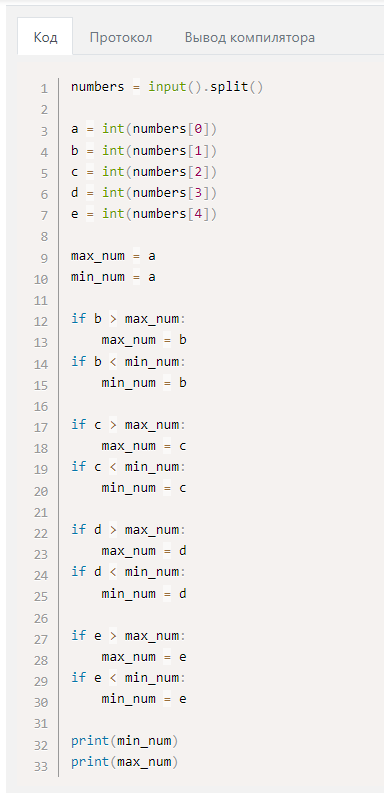 Код Протокол Вывод компилятора
1 numbers = input().split()
2
3 a = int(numbers[0])
4 b = int(numbers[1])
5 c = int(numbers[2])
6 d = int(numbers[3])
7 e = int(numbers[4])
8
9 max_num = a
10 min_num = a
11
12 if b > max_num:
13     max_num = b
14 if b < min_num:
15     min_num = b
16
17 if c > max_num:
18     max_num = c
19 if c < min_num:
20     min_num = c
21
22 if d > max_num:
23     max_num = d
24 if d < min_num:
25     min_num = d
26
27 if e > max_num:
28     max_num = e
29 if e < min_num:
30     min_num = e
31
32 print(min_num)
33 print(max_num)